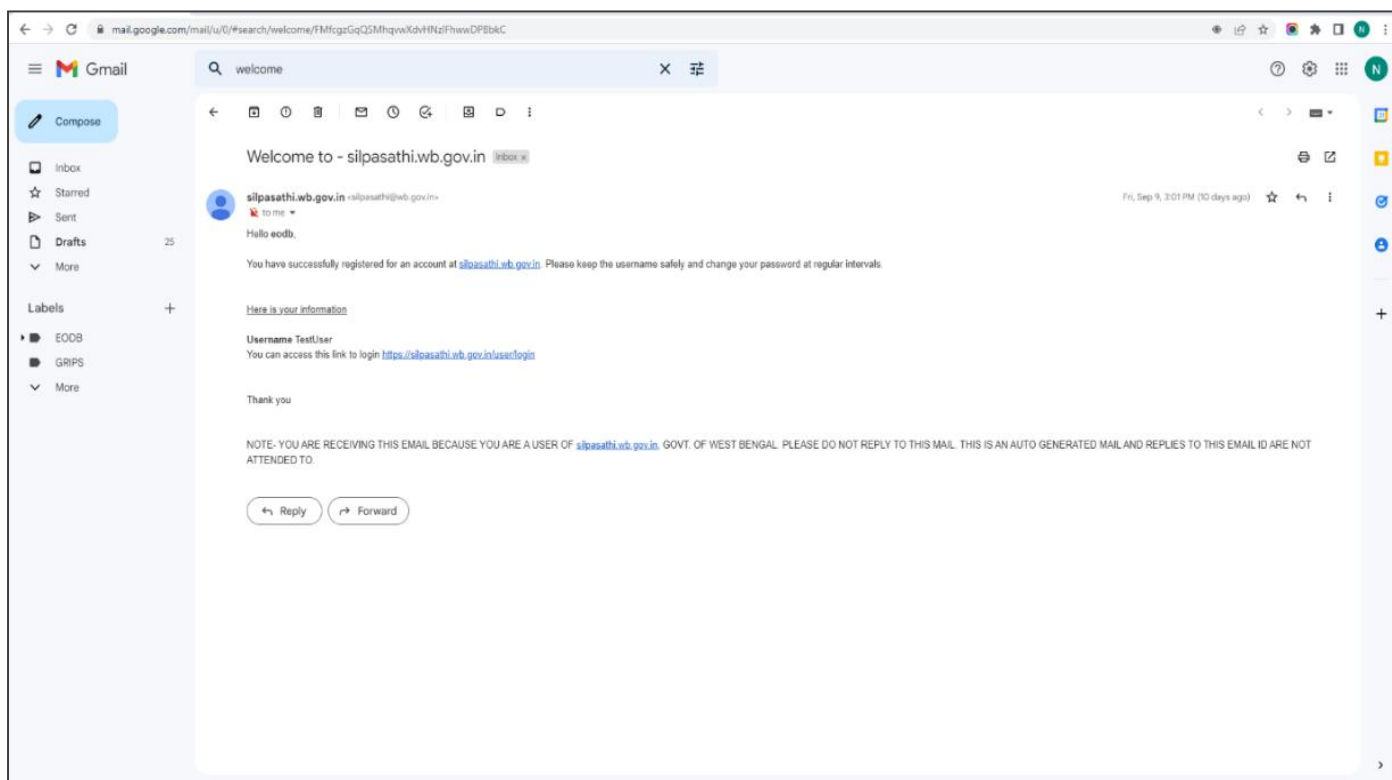 mail.google.com/mail/u/0/#search/welcome/FMfcgzGqQSMhqvwXdvHNziFhwwDPBbkC
N
Gmail
welcome
N
Compose
Welcome to - silpasathi.wb.gov.in Inbox x
Inbox
Starred
silpasathi.wb.gov.in <silpasathi@wb.gov.in>
Fri, Sep 9, 3:01 PM (10 days ago)
to me
Sent
Hello eodb,
Drafts 25
More
You have successfully registered for an account at silpasathi.wb.gov.in. Please keep the username safely and change your password at regular intervals.
Labels
Here is your information
EODB
Username TestUser
You can access this link to login https://silpasathi.wb.gov.in/user/login
GRIPS
More
Thank you
NOTE- YOU ARE RECEIVING THIS EMAIL BECAUSE YOU ARE A USER OF silpasathi.wb.gov.in, GOVT. OF WEST BENGAL. PLEASE DO NOT REPLY TO THIS MAIL. THIS IS AN AUTO GENERATED MAIL AND REPLIES TO THIS EMAIL ID ARE NOT
ATTENDED TO.
Reply
Forward